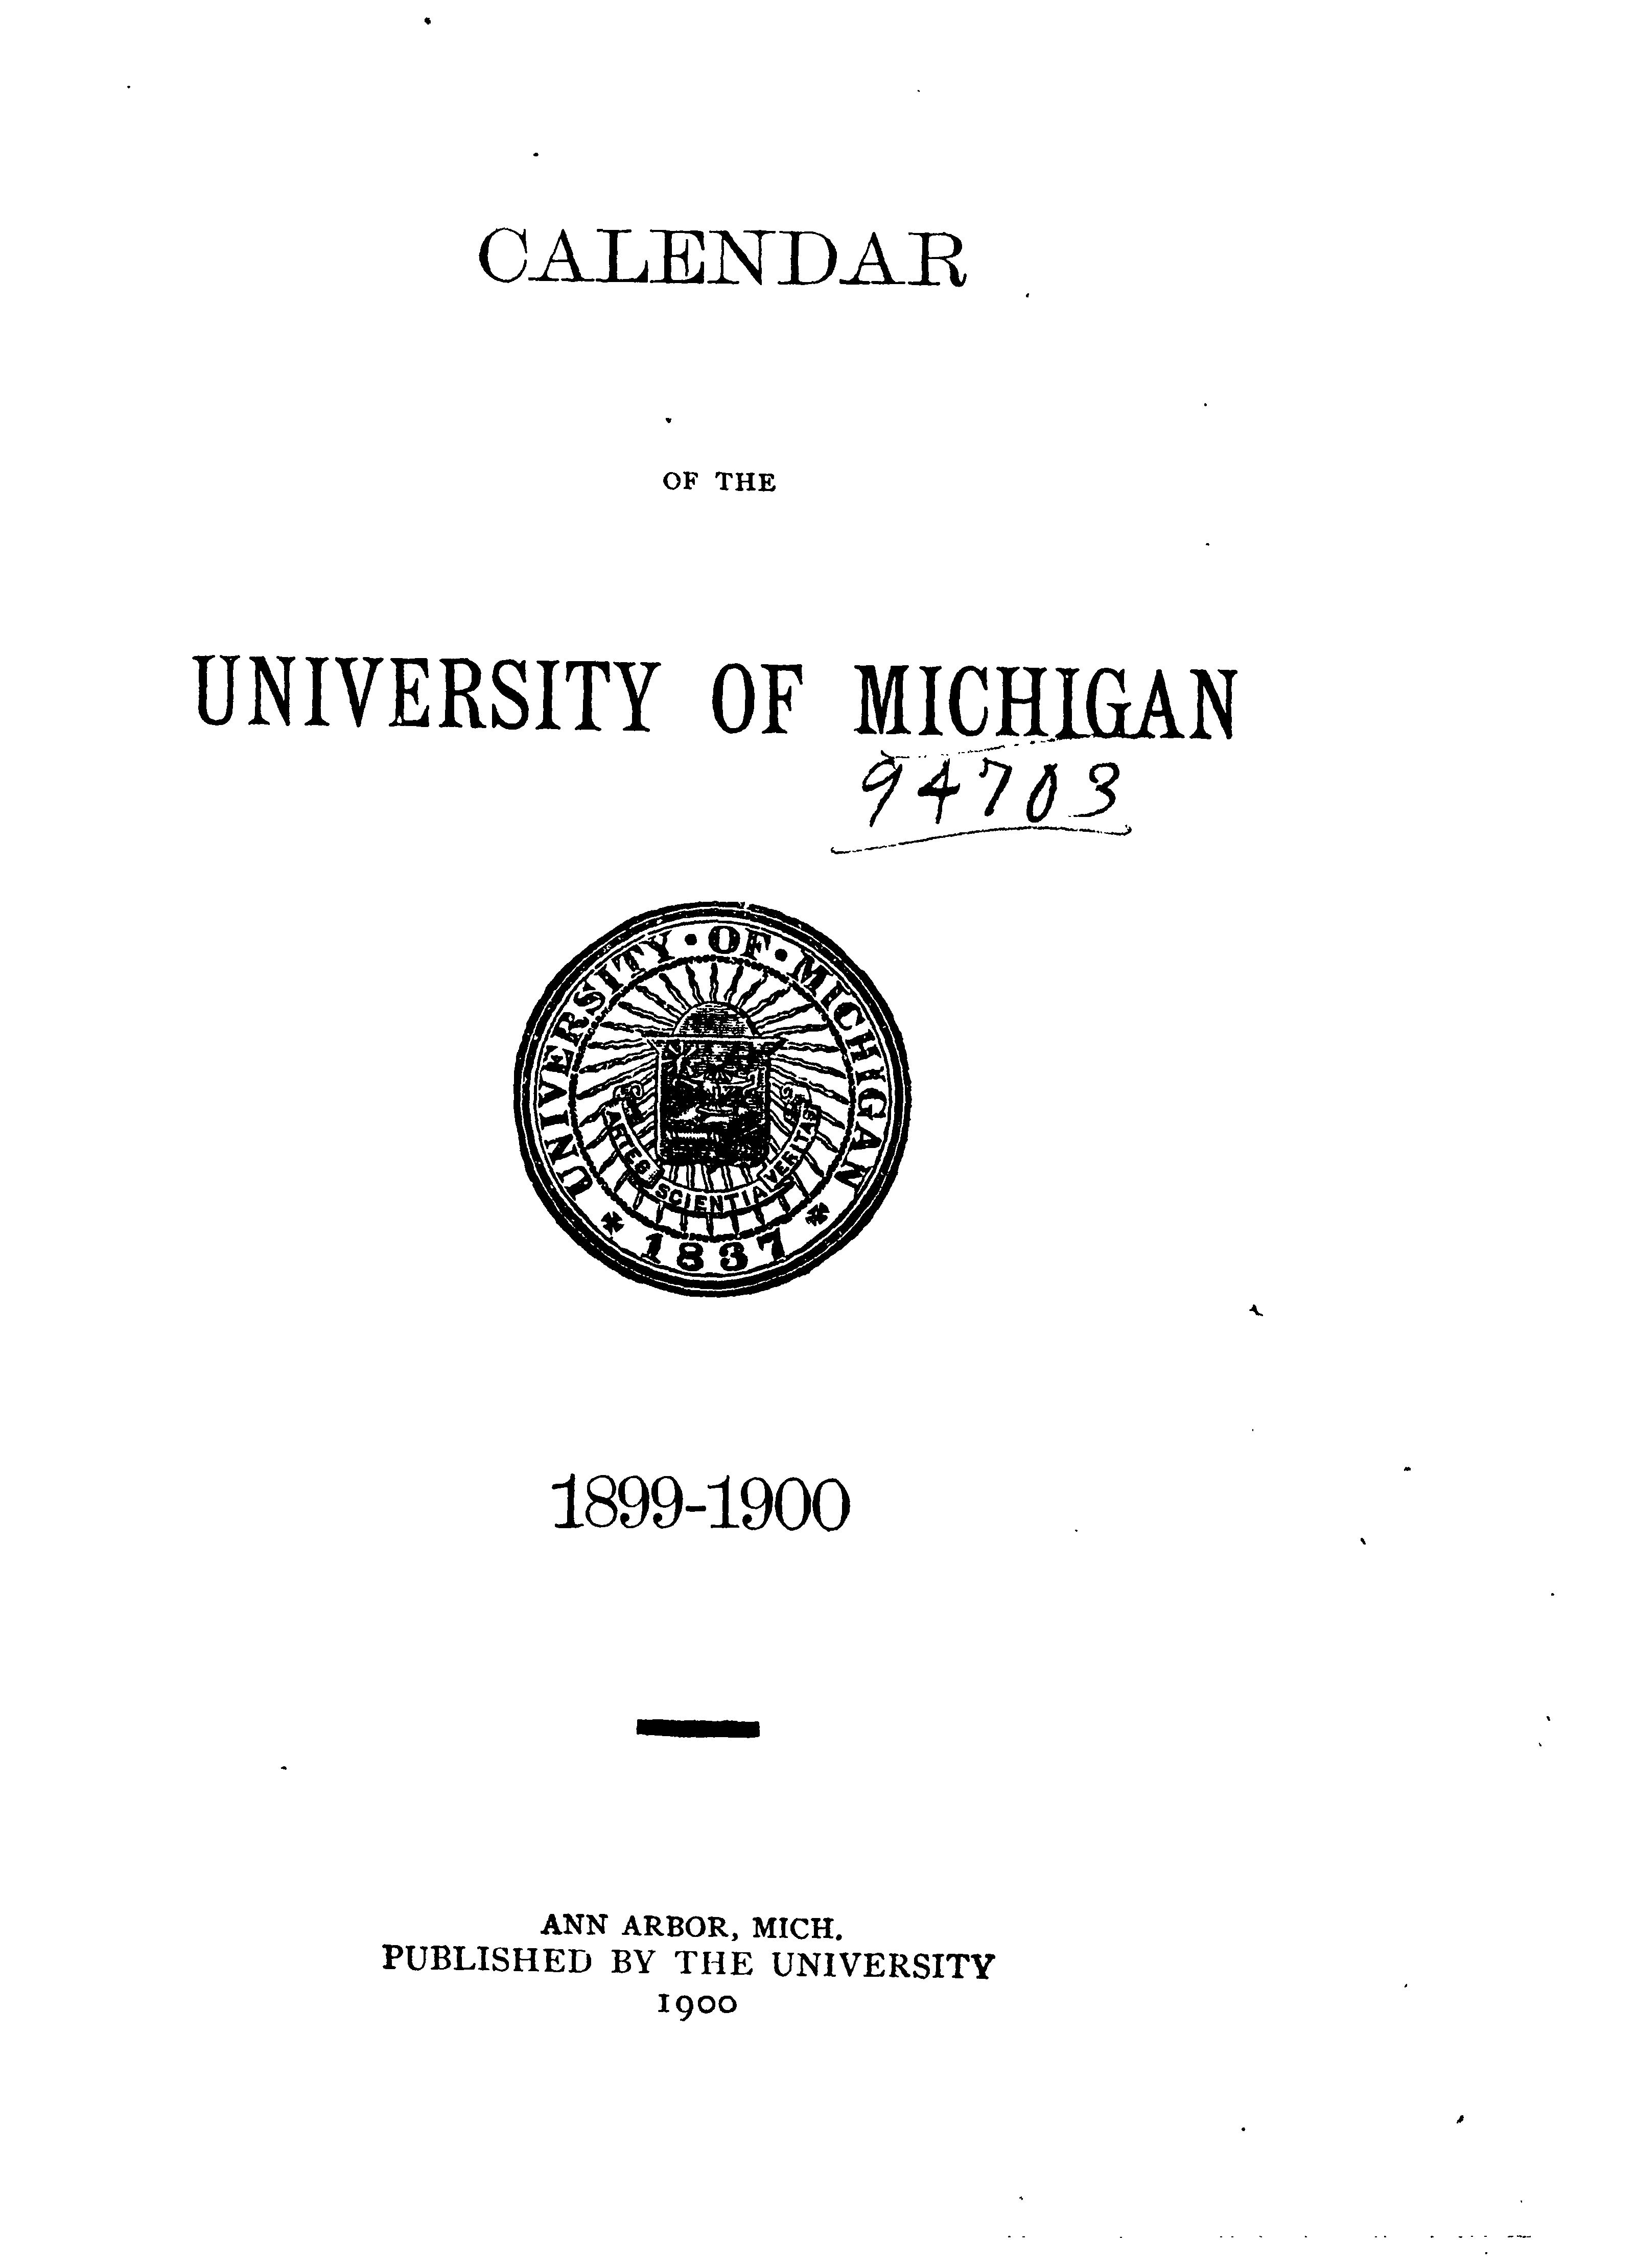 CALENDAR
OF THE
UNIVERSITY OF MICHIGAN
94703
UNIVERSITY · OF · MICHIGAN
ARTES SCIENTIA VERITAS
* 1837 *
1899-1900
ANN ARBOR, MICH.
PUBLISHED BY THE UNIVERSITY
1900